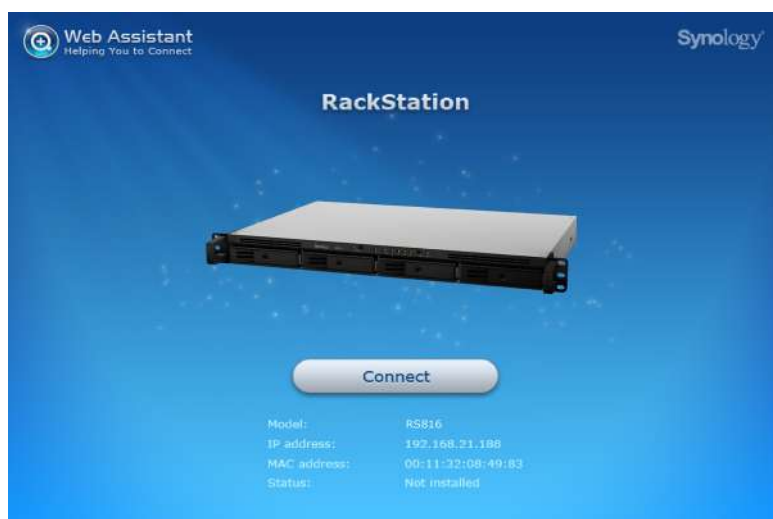 Web Assistant
Helping You to Connect
Synology
RackStation
Connect
Model: RS816
IP address: 192.168.21.188
MAC address: 00:11:32:08:49:83
Status: Not installed